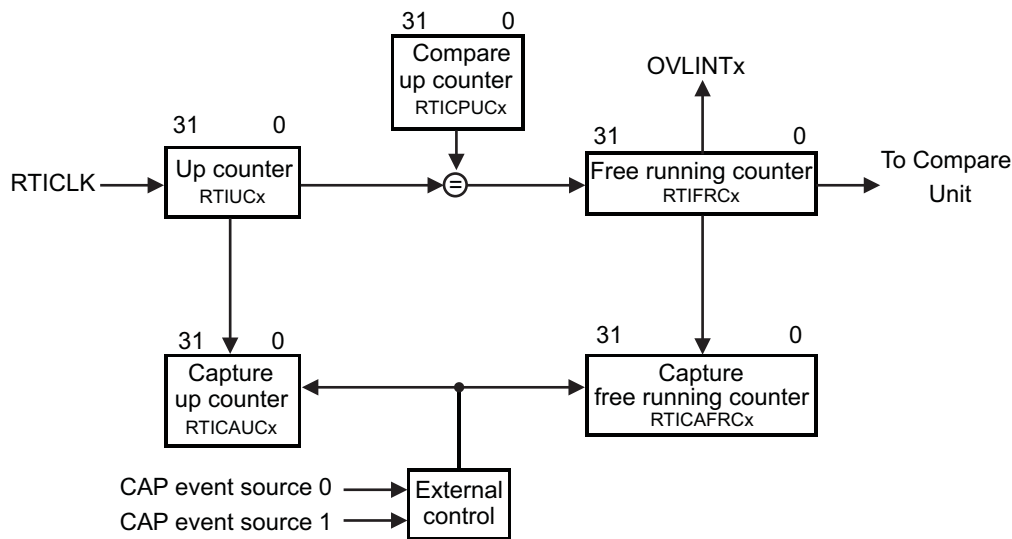 31 0
Compare
up counter
RTICPUCx
OVLINTx
31 0
Up counter
RTIUCx
RTICLK
=
31 0
Free running counter
RTIFRCx
To Compare
Unit
31 0
Capture
up counter
RTICAUCx
31 0
Capture
free running counter
RTICAFRCx
CAP event source 0
CAP event source 1
External
control